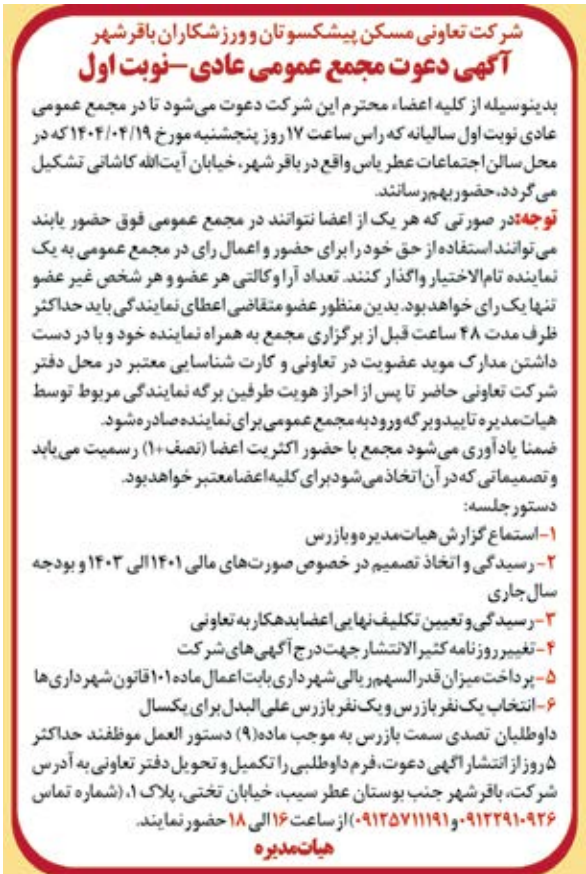 شرکت تعاونی مسکن پیشکسوتان و ورزشکاران باقرشهر
آگهی دعوت مجمع عمومی عادی-نوبت اول
بدینوسیله از کلیه اعضاء محترم این شرکت دعوت می‌شود تا در مجمع عمومی
عادی نوبت اول سالیانه که راس ساعت ۱۷ روز پنجشنبه مورخ ۱۴۰۴/۰۴/۱۹ که در
محل سالن اجتماعات عطر یاس واقع در باقر شهر، خیابان آیت‌الله کاشانی تشکیل
می‌گردد، حضور بهم رسانند.
توجه: در صورتی که هر یک از اعضا نتوانند در مجمع عمومی فوق حضور یابند
می‌توانند استفاده از حق خود را برای حضور و اعمال رای در مجمع عمومی به یک
نماینده تام‌الاختیار واگذار کنند. تعداد آرا وکالتی هر عضو و هر شخص غیر عضو
تنها یک رای خواهد بود. بدین منظور عضو متقاضی اعطای نمایندگی باید حداکثر
ظرف مدت ۴۸ ساعت قبل از برگزاری مجمع به همراه نماینده خود و با در دست
داشتن مدارک موید عضویت در تعاونی و کارت شناسایی معتبر در محل دفتر
شرکت تعاونی حاضر تا پس از احراز هویت طرفین برگه نمایندگی مربوط توسط
هیات‌مدیره تایید و برگه ورود به مجمع عمومی برای نماینده صادره شود.
ضمنا یادآوری می‌شود مجمع با حضور اکثریت اعضا (نصف+۱) رسمیت می‌یابد
و تصمیماتی که در آن اتخاذ می‌شود برای کلیه اعضا معتبر خواهد بود.
دستور جلسه:
۱-استماع گزارش هیات‌مدیره و بازرس
۲- رسیدگی و اتخاذ تصمیم در خصوص صورت‌های مالی ۱۴۰۱ الی ۱۴۰۳ و بودجه
سال جاری
۳-رسیدگی و تعیین تکلیف نهایی اعضا بدهکار به تعاونی
۴-تغییر روزنامه کثیرالانتشار جهت درج آگهی‌های شرکت
۵-پرداخت میزان قدرالسهم ریالی شهرداری بابت اعمال ماده ۱۰۱ قانون شهرداری‌ها
۶-انتخاب یک نفر بازرس و یک نفر بازرس علی‌البدل برای یکسال
داوطلبان تصدی سمت بازرس به موجب ماده(۹) دستور العمل موظفند حداکثر
۵ روز از انتشار اگهی دعوت، فرم داوطلبی را تکمیل و تحویل دفتر تعاونی به آدرس
شرکت، باقرشهر جنب بوستان عطر سیب، خیابان تختی، پلاک ۱، (شماره تماس
۰۹۱۲۲۹۱۰۹۲۶ و ۰۹۱۲۵۷۱۱۱۹۱) از ساعت ۱۶ الی ۱۸ حضور نمایند.
هیات‌مدیره